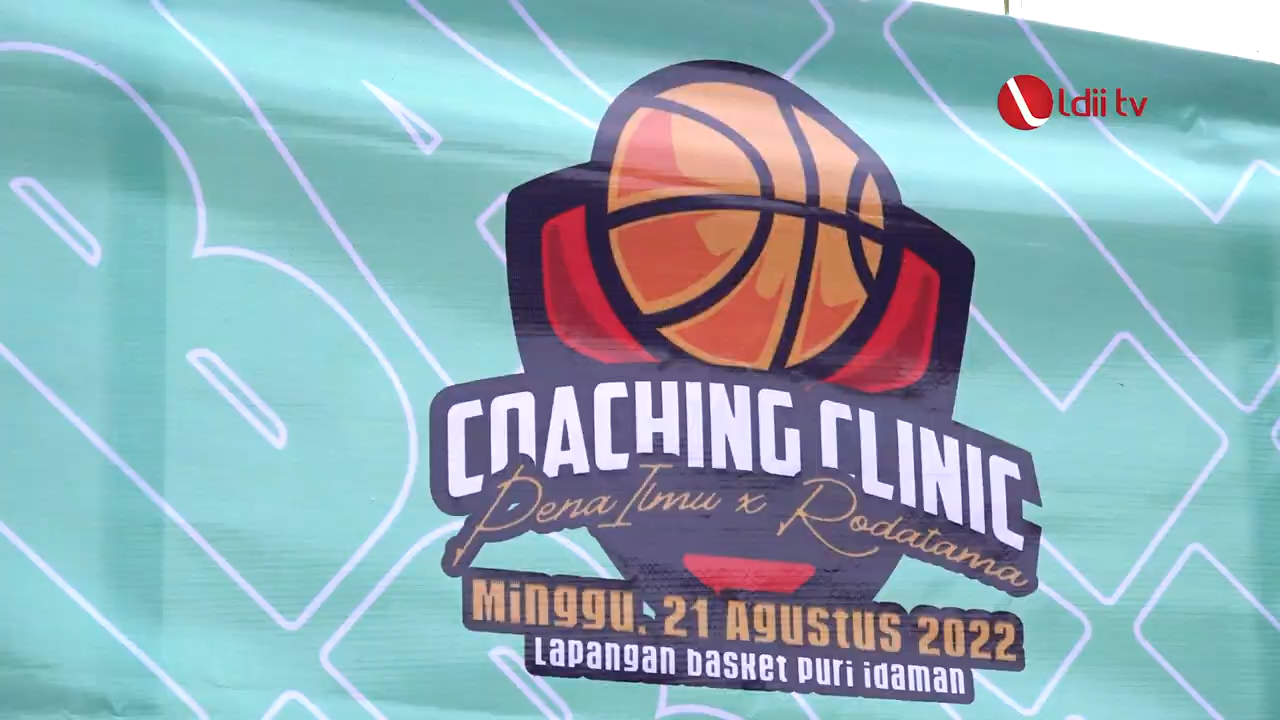 ldii tv
COACHING CLINIC
Pena Ilmu x Rodatama
Minggu, 21 Agustus 2022
Lapangan basket puri idaman